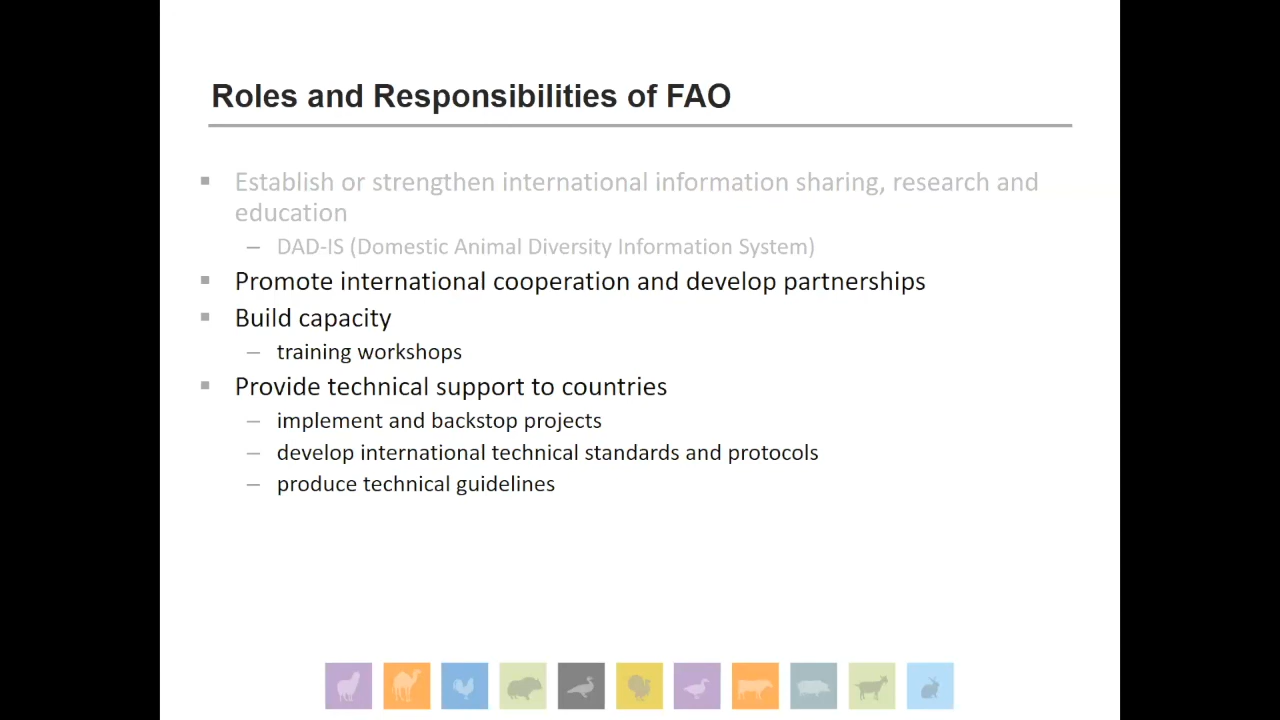 Roles and Responsibilities of FAO
Establish or strengthen international information sharing, research and
education
– DAD-IS (Domestic Animal Diversity Information System)
Promote international cooperation and develop partnerships
Build capacity
– training workshops
Provide technical support to countries
– implement and backstop projects
– develop international technical standards and protocols
– produce technical guidelines